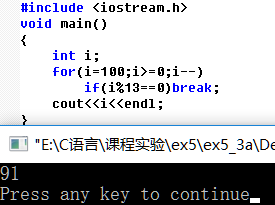 #include <iostream.h>
void main()
{
    int i;
    for(i=100;i>=0;i--)
        if(i%13==0)break;
    cout<<i<<endl;
}
"E:\C语言\课程实验\ex5\ex5_3a\De
91
Press any key to continue